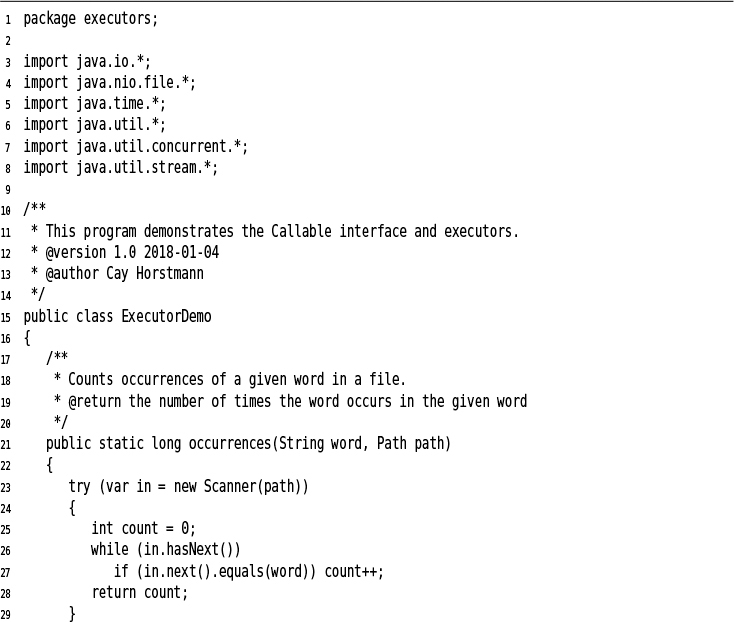 1 package executors;
2
3 import java.io.*;
4 import java.nio.file.*;
5 import java.time.*;
6 import java.util.*;
7 import java.util.concurrent.*;
8 import java.util.stream.*;
9
10 /**
11  * This program demonstrates the Callable interface and executors.
12  * @version 1.0 2018-01-04
13  * @author Cay Horstmann
14  */
15 public class ExecutorDemo
16 {
17    /**
18     * Counts occurrences of a given word in a file.
19     * @return the number of times the word occurs in the given word
20     */
21    public static long occurrences(String word, Path path)
22    {
23       try (var in = new Scanner(path))
24       {
25          int count = 0;
26          while (in.hasNext())
27             if (in.next().equals(word)) count++;
28          return count;
29       }